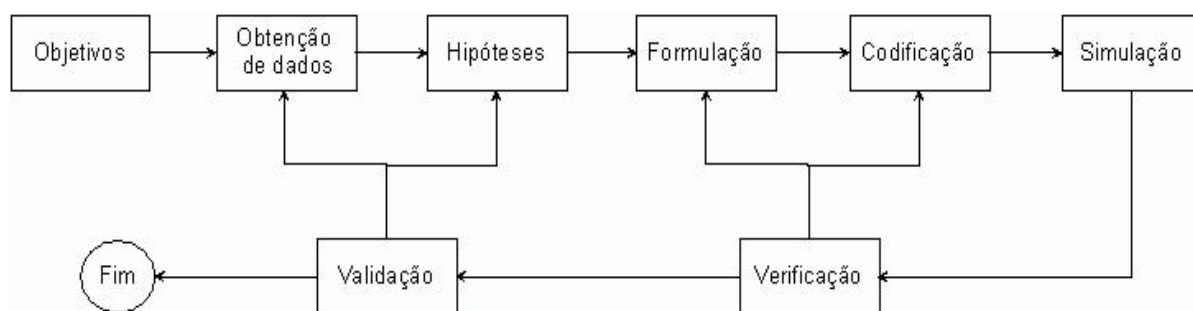 Objetivos
Obtenção
de dados
Hipóteses
Formulação
Codificação
Simulação
Fim
Validação
Verificação